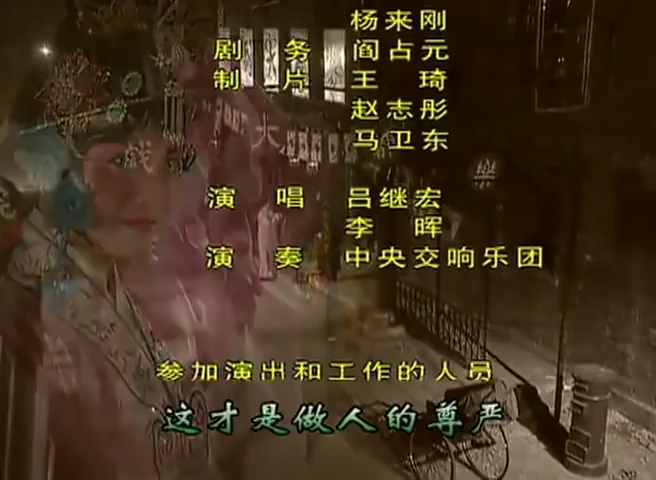 杨来刚
剧 务 阎占元
制 片 王 琦
赵志彤
马卫东
演 唱 吕继宏
李 晖
演 奏 中央交响乐团
参加演出和工作的人员
这才是做人的尊严